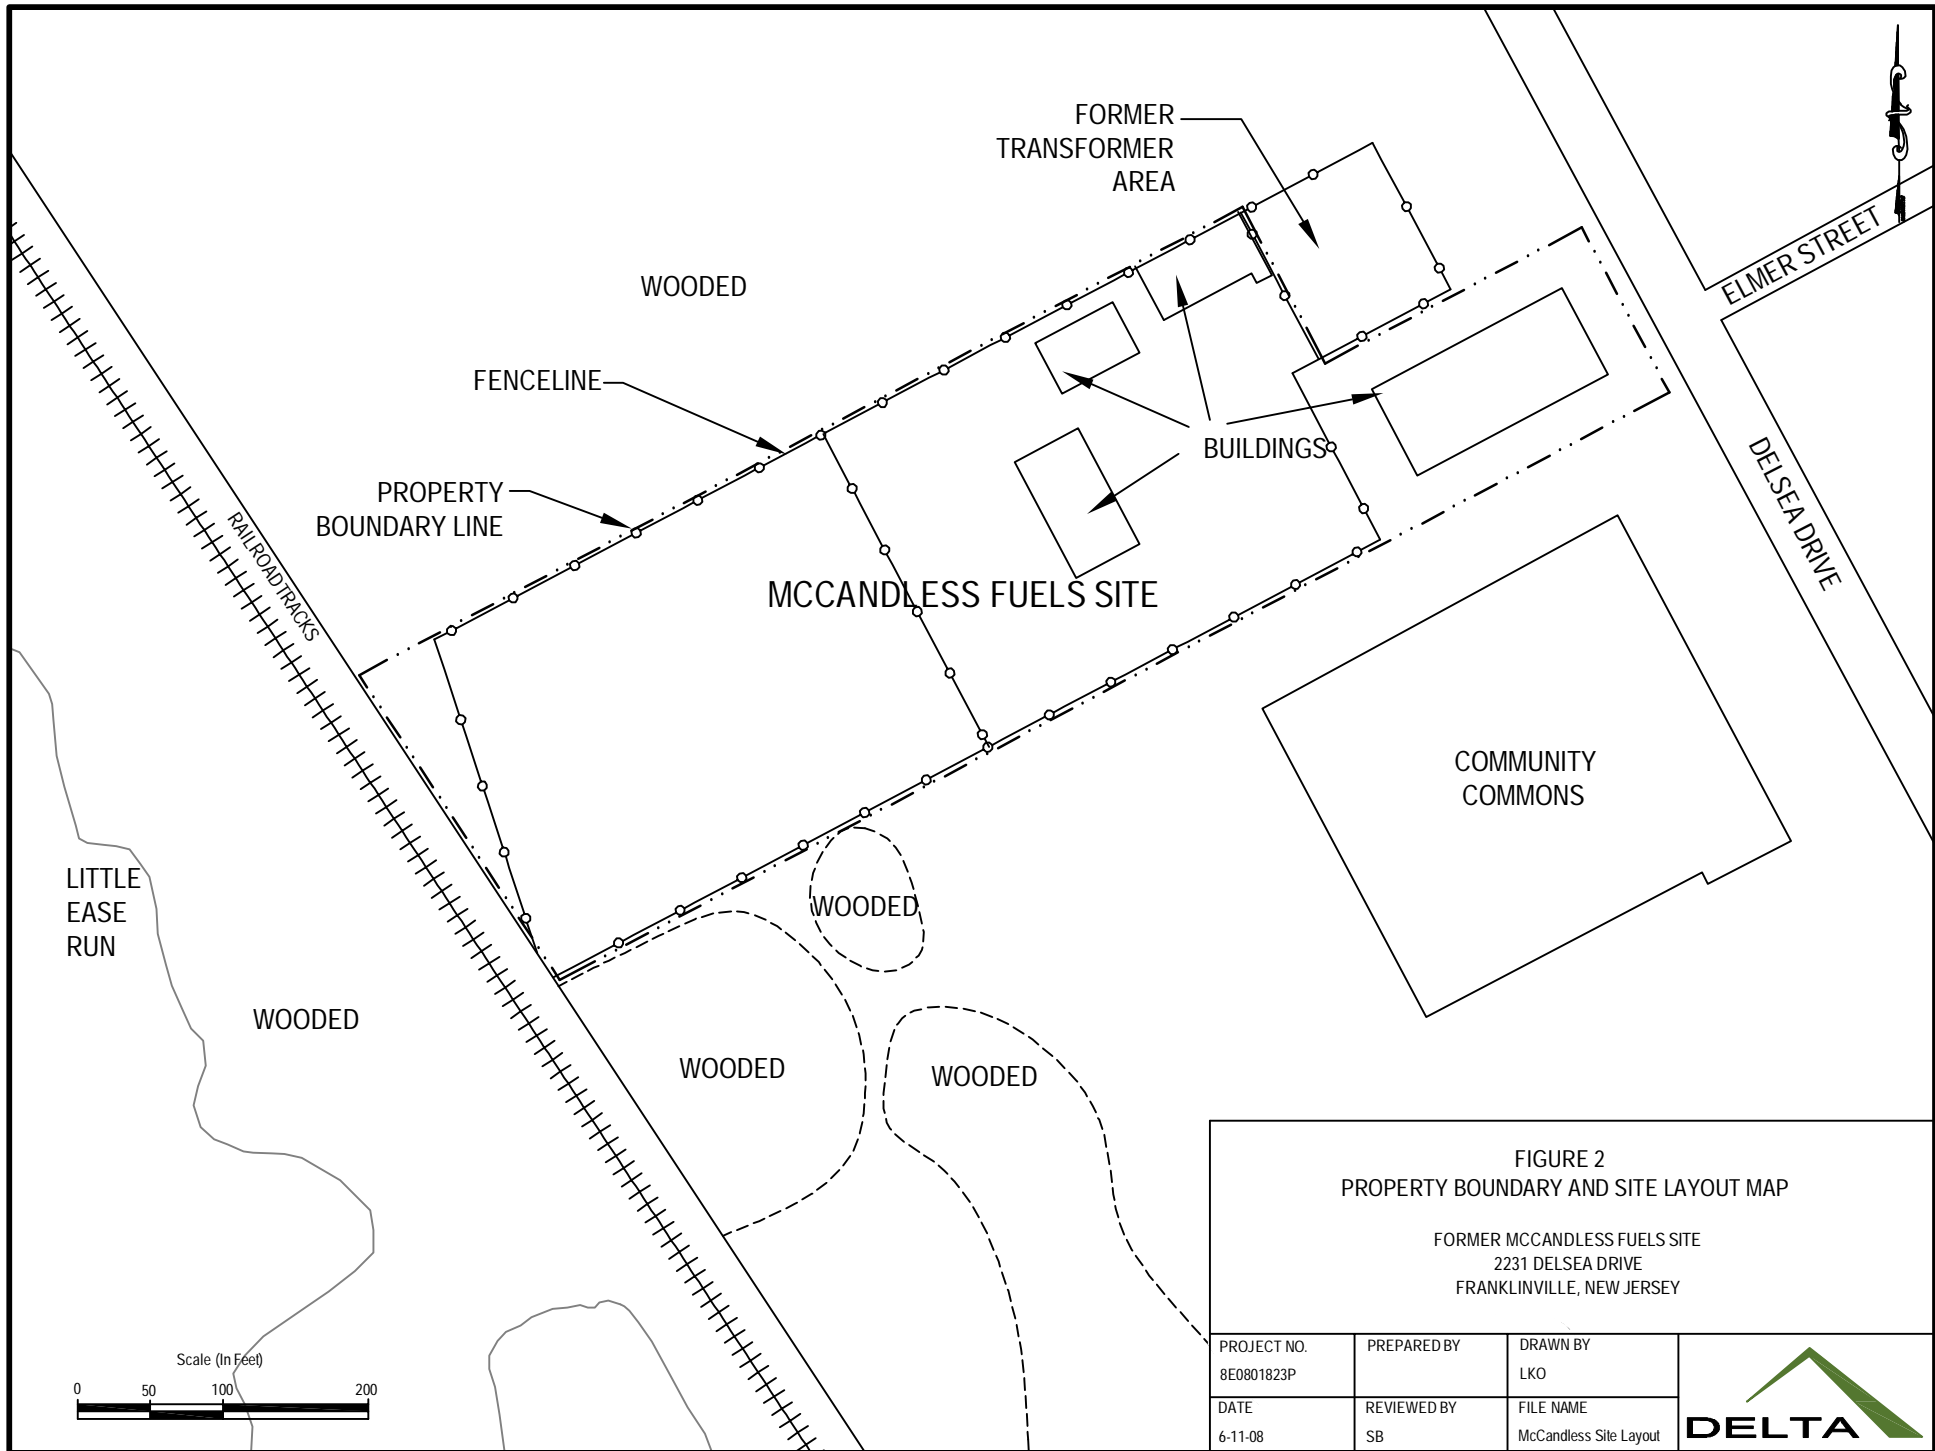 FORMER
TRANSFORMER
AREA
WOODED
ELMER STREET
FENCELINE
BUILDINGS
PROPERTY
BOUNDARY LINE
DELSEA DRIVE
RAILROAD TRACKS
MCCANDLESS FUELS SITE
COMMUNITY
COMMONS
LITTLE
EASE
RUN
WOODED
WOODED
WOODED
WOODED
Scale (In Feet)
0 50 100 200
FIGURE 2
PROPERTY BOUNDARY AND SITE LAYOUT MAP
FORMER MCCANDLESS FUELS SITE
2231 DELSEA DRIVE
FRANKLINVILLE, NEW JERSEY
PROJECT NO.
8E0801823P
PREPARED BY
DRAWN BY
LKO
DATE
6-11-08
REVIEWED BY
SB
FILE NAME
McCandless Site Layout
DELTA